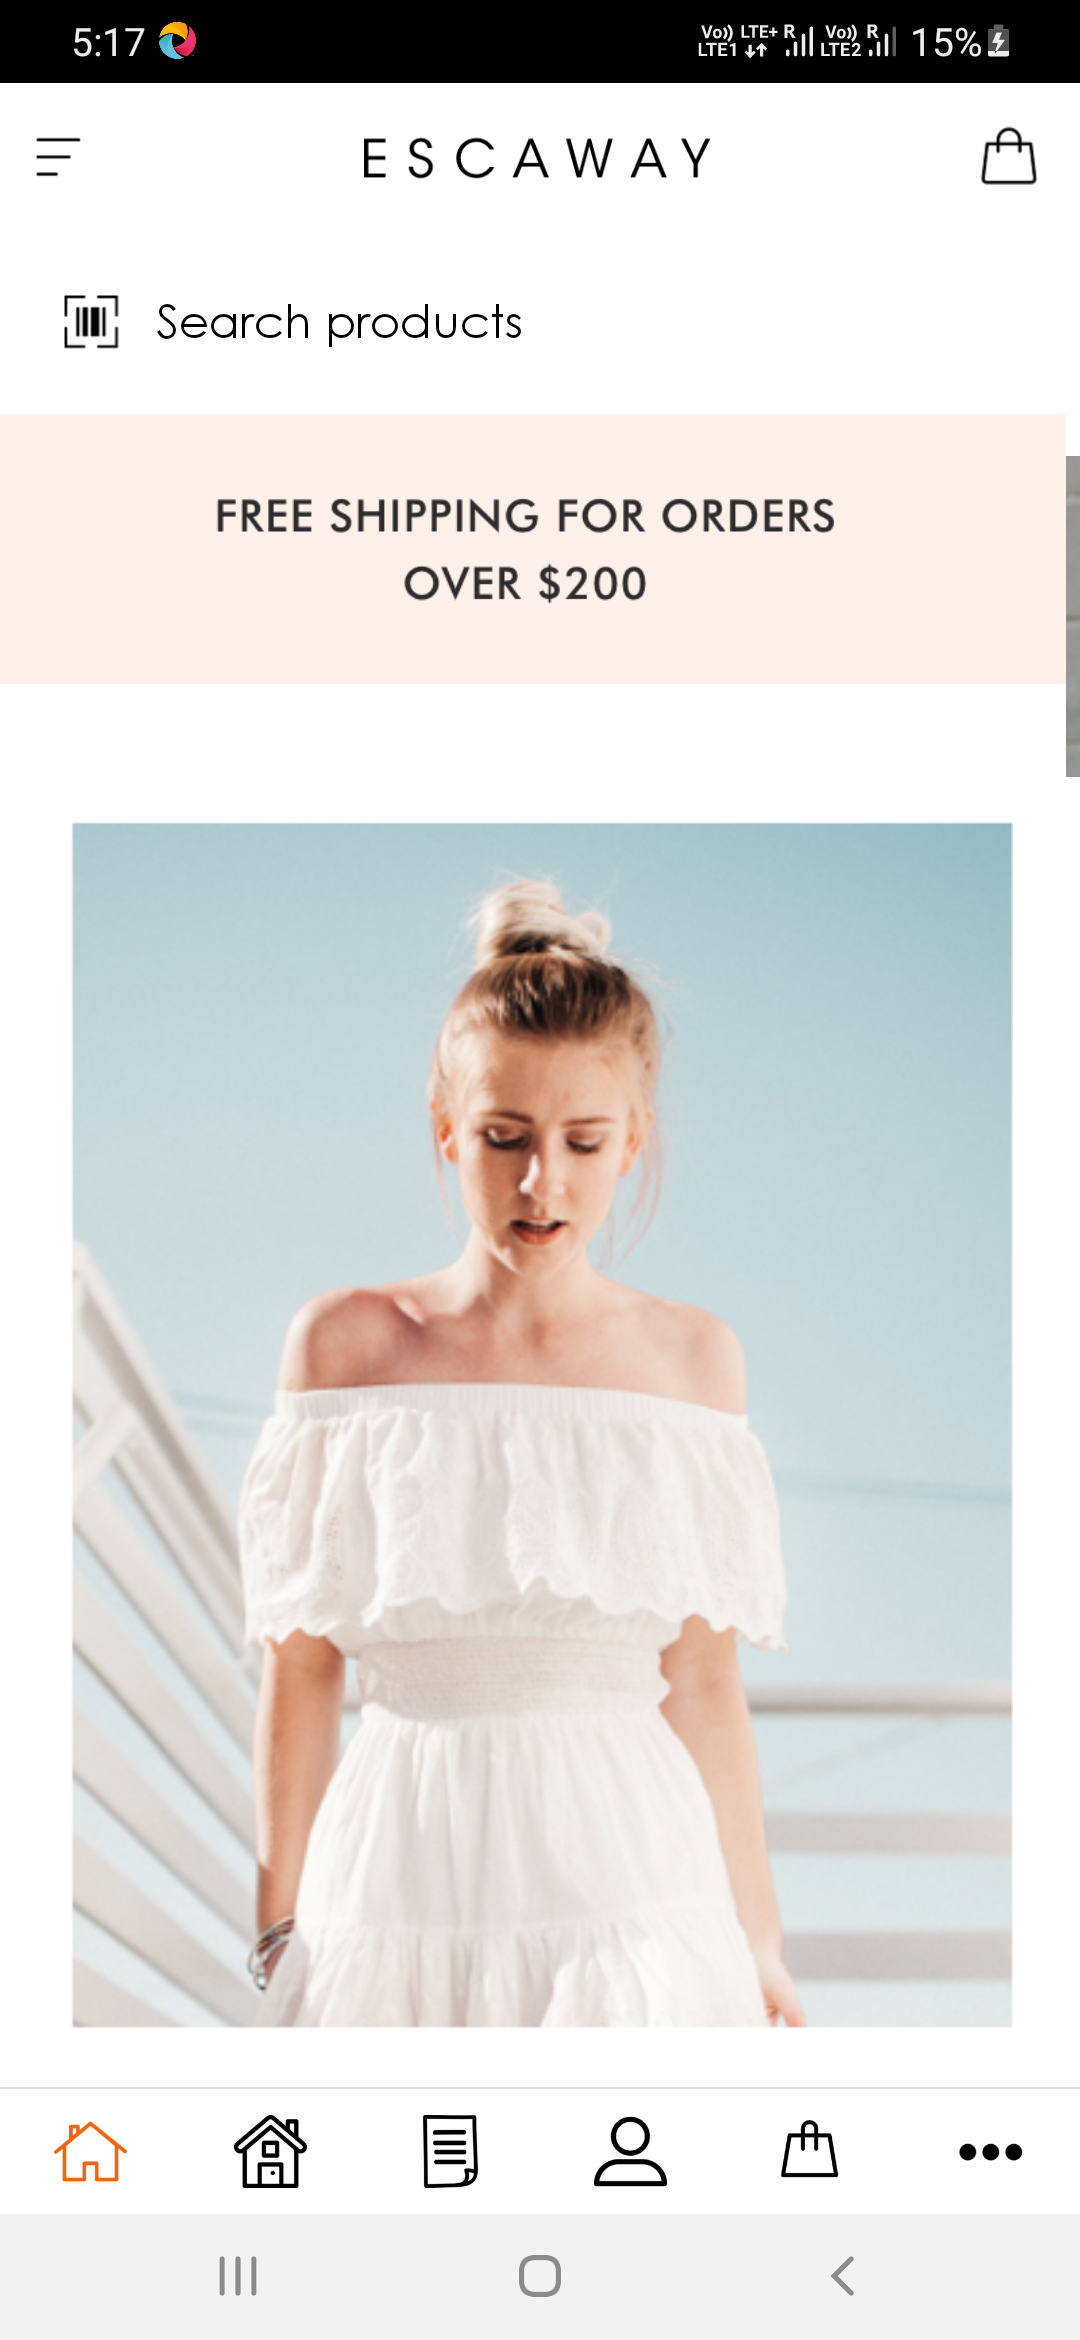 5:17
Vo)) LTE+ R Vo)) R
LTE1 LTE2 15%
ESCAWAY
Search products
FREE SHIPPING FOR ORDERS
OVER $200